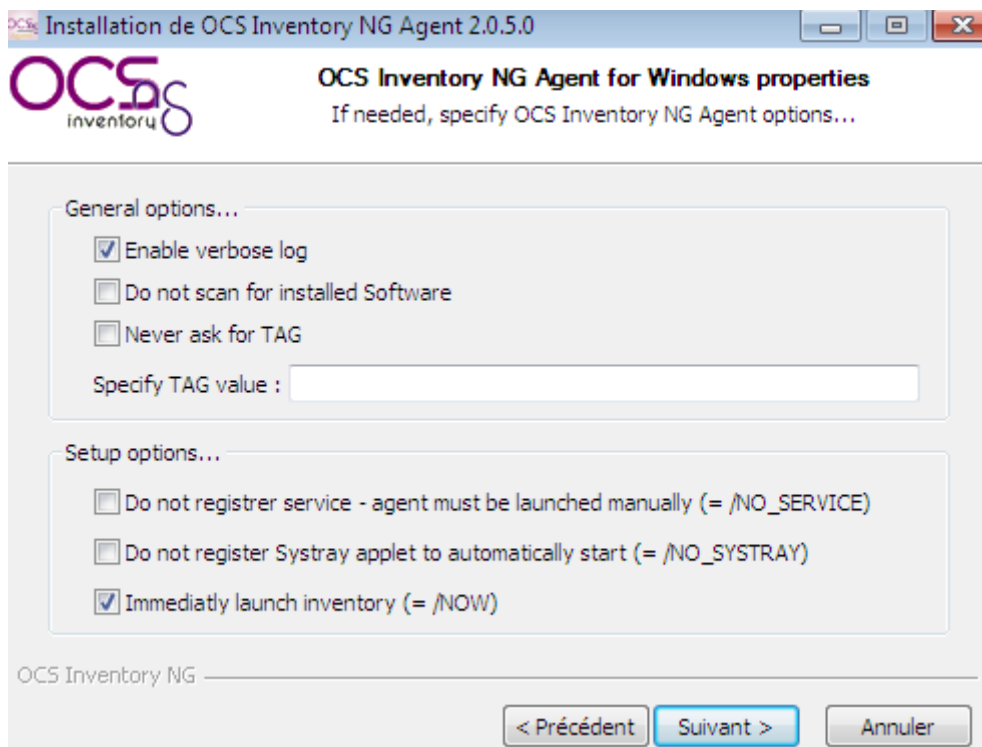 Installation de OCS Inventory NG Agent 2.0.5.0
OCS
inventory
OCS Inventory NG Agent for Windows properties
If needed, specify OCS Inventory NG Agent options...
General options...
Enable verbose log
Do not scan for installed Software
Never ask for TAG
Specify TAG value :
Setup options...
Do not registrer service - agent must be launched manually (= /NO_SERVICE)
Do not register Systray applet to automatically start (= /NO_SYSTRAY)
Immediatly launch inventory (= /NOW)
OCS Inventory NG
< Précédent
Suivant >
Annuler